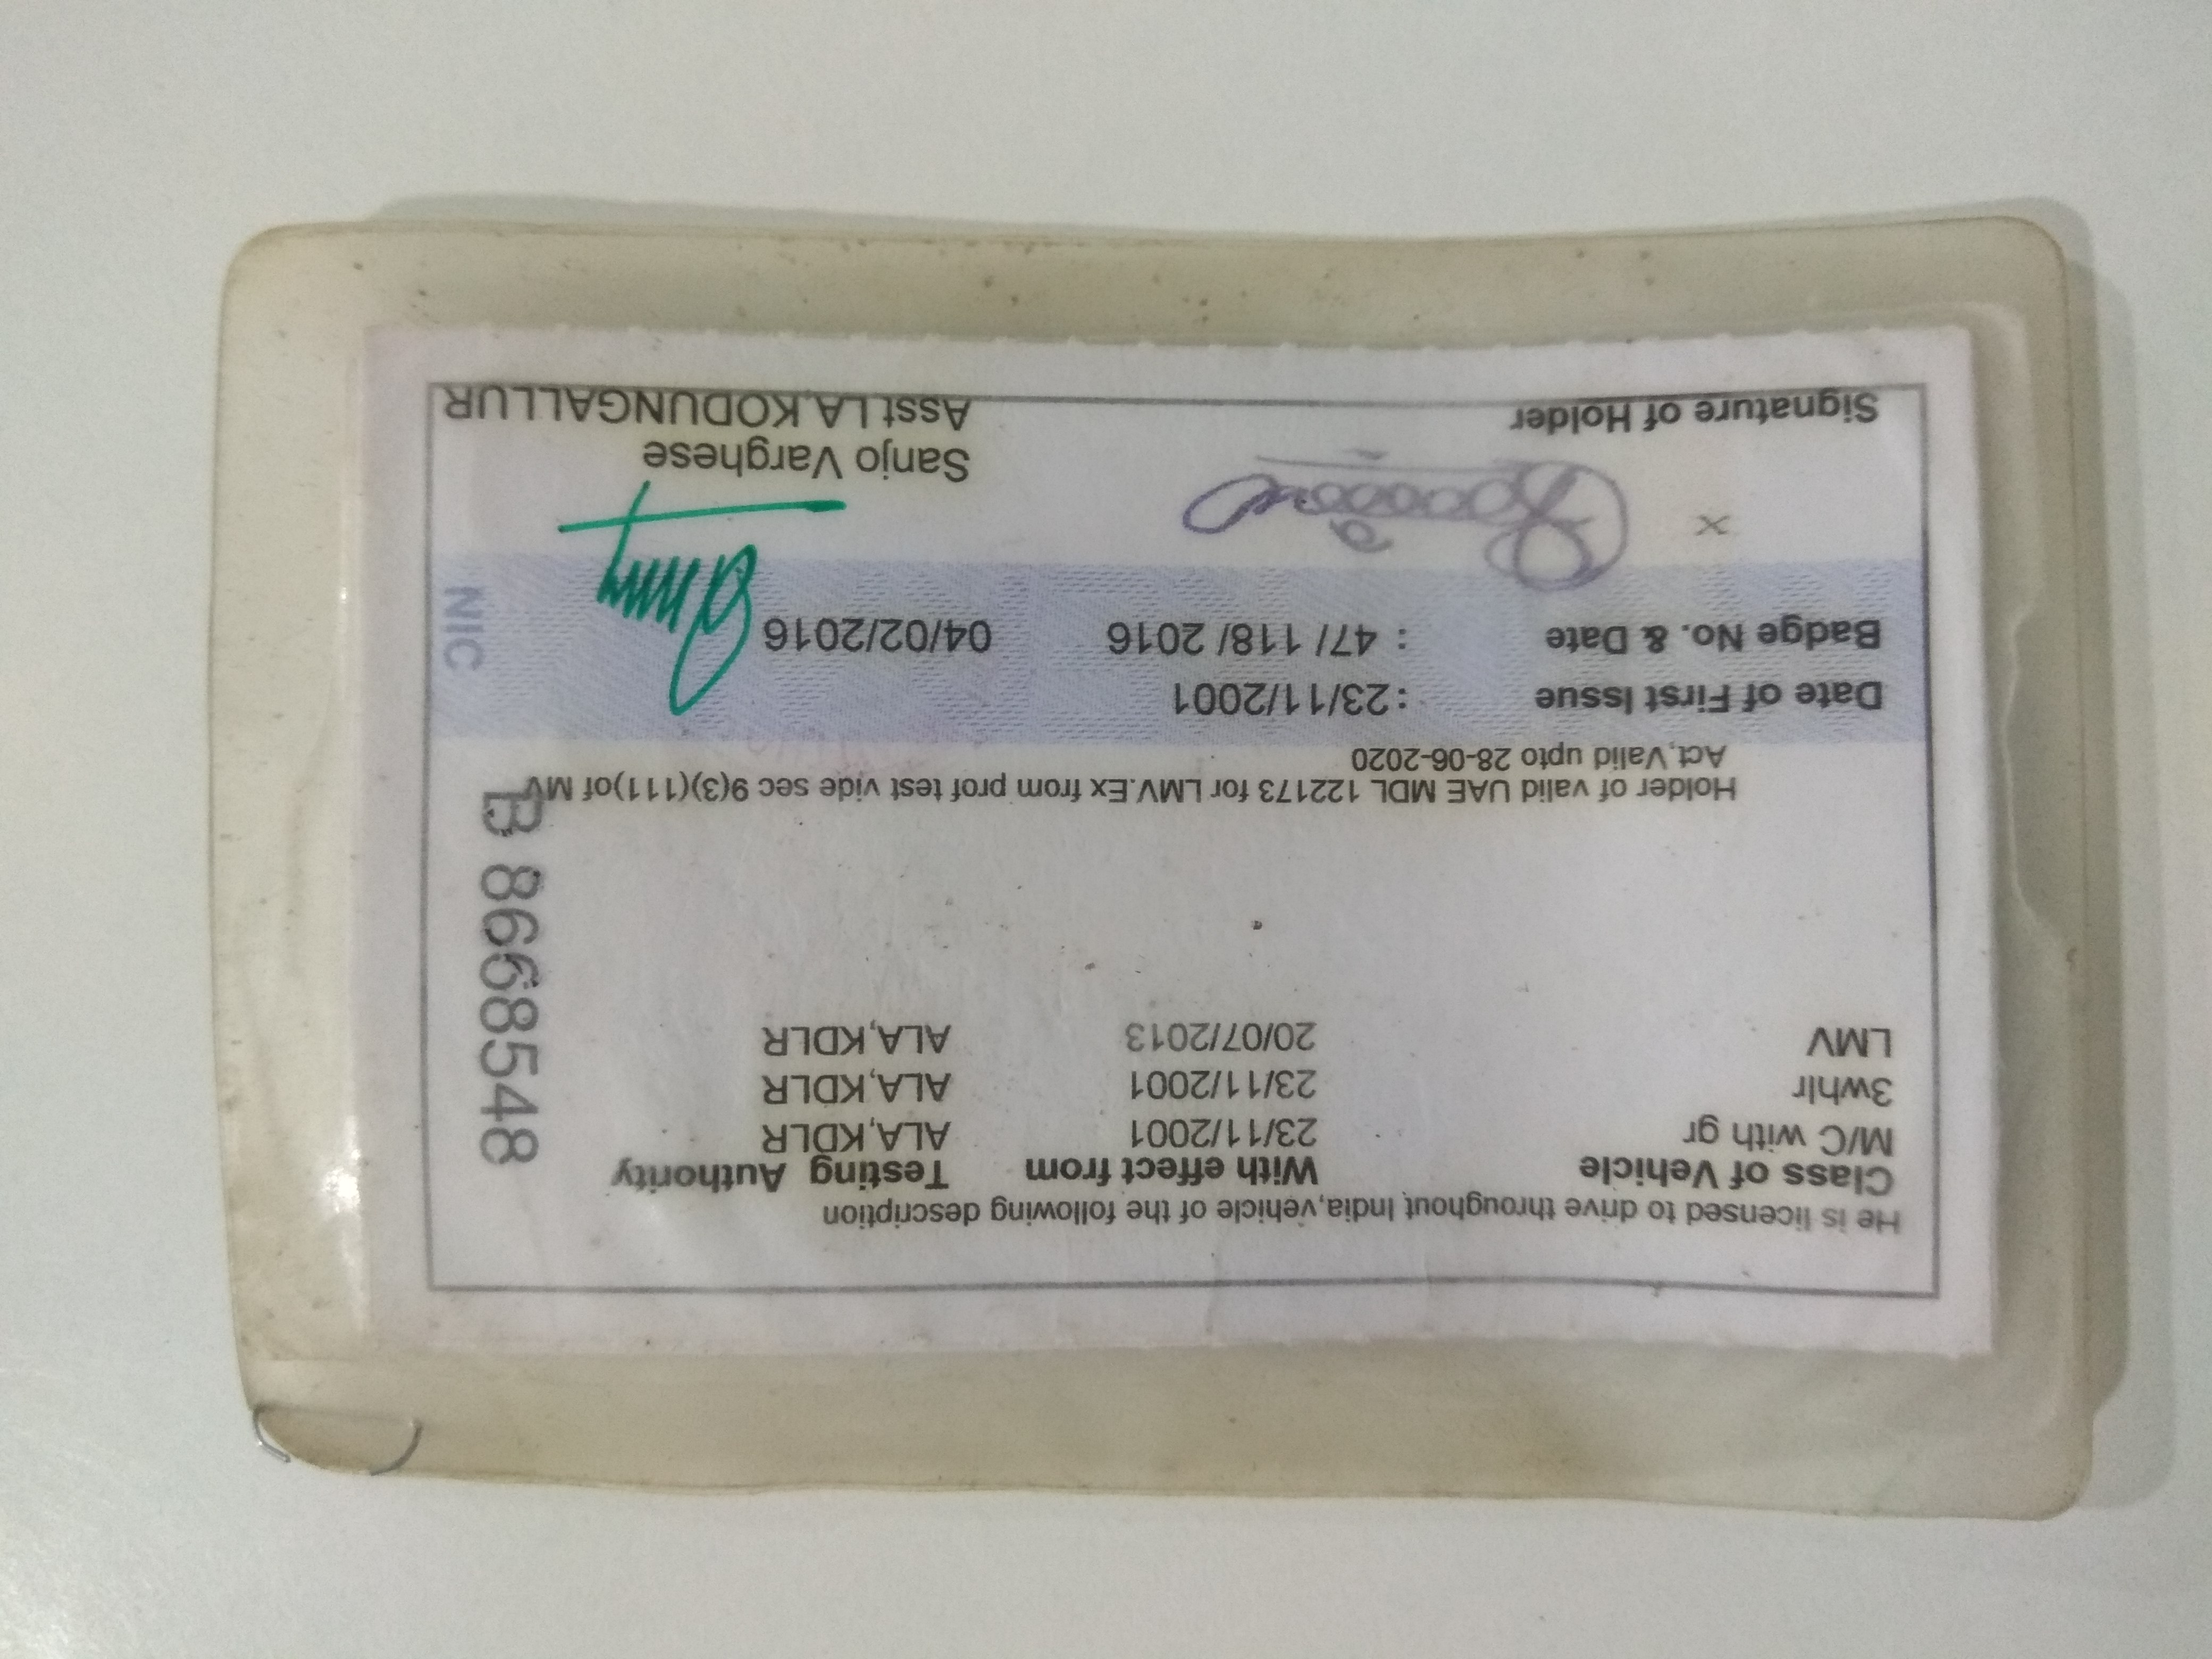 He is licensed to drive throughout India,vehicle of the following description
Class of Vehicle With effect from Testing Authority
M/C with gr 23/11/2001 ALA,KDLR
3whlr 23/11/2001 ALA,KDLR
LMV 20/07/2013 ALA,KDLR
B 8668548
Holder of valid UAE MDL 122173 for LMV.Ex from prof test vide sec 9(3)(111)of MV
Act,Valid upto 28-06-2020
Date of First Issue :23/11/2001
Badge No. & Date : 47/ 118/ 2016 04/02/2016
NIC
x
Sanjo Varghese
Signature of Holder Asst LA,KODUNGALLUR